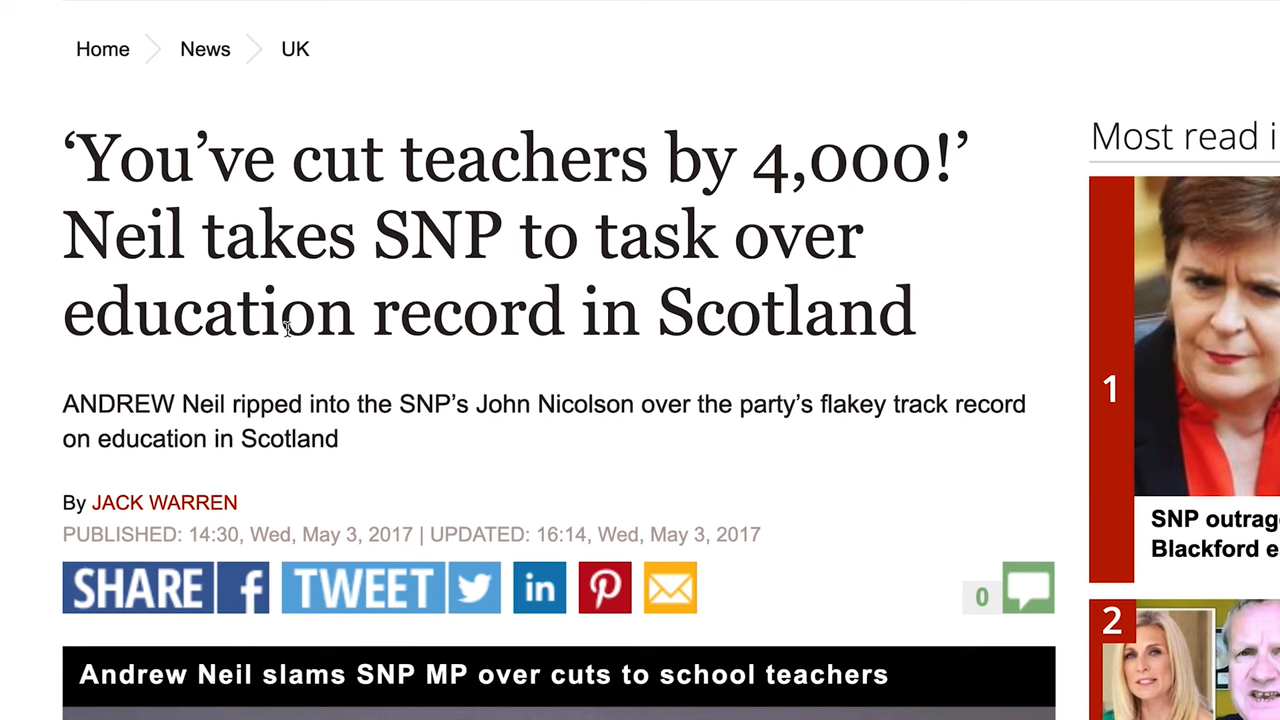 Home News UK
‘You’ve cut teachers by 4,000!’
Neil takes SNP to task over
education record in Scotland
ANDREW Neil ripped into the SNP’s John Nicolson over the party’s flakey track record
on education in Scotland
By JACK WARREN
PUBLISHED: 14:30, Wed, May 3, 2017 | UPDATED: 16:14, Wed, May 3, 2017
SHARE f TWEET in 0
Andrew Neil slams SNP MP over cuts to school teachers
Most read i
1
SNP outrag
Blackford e
2